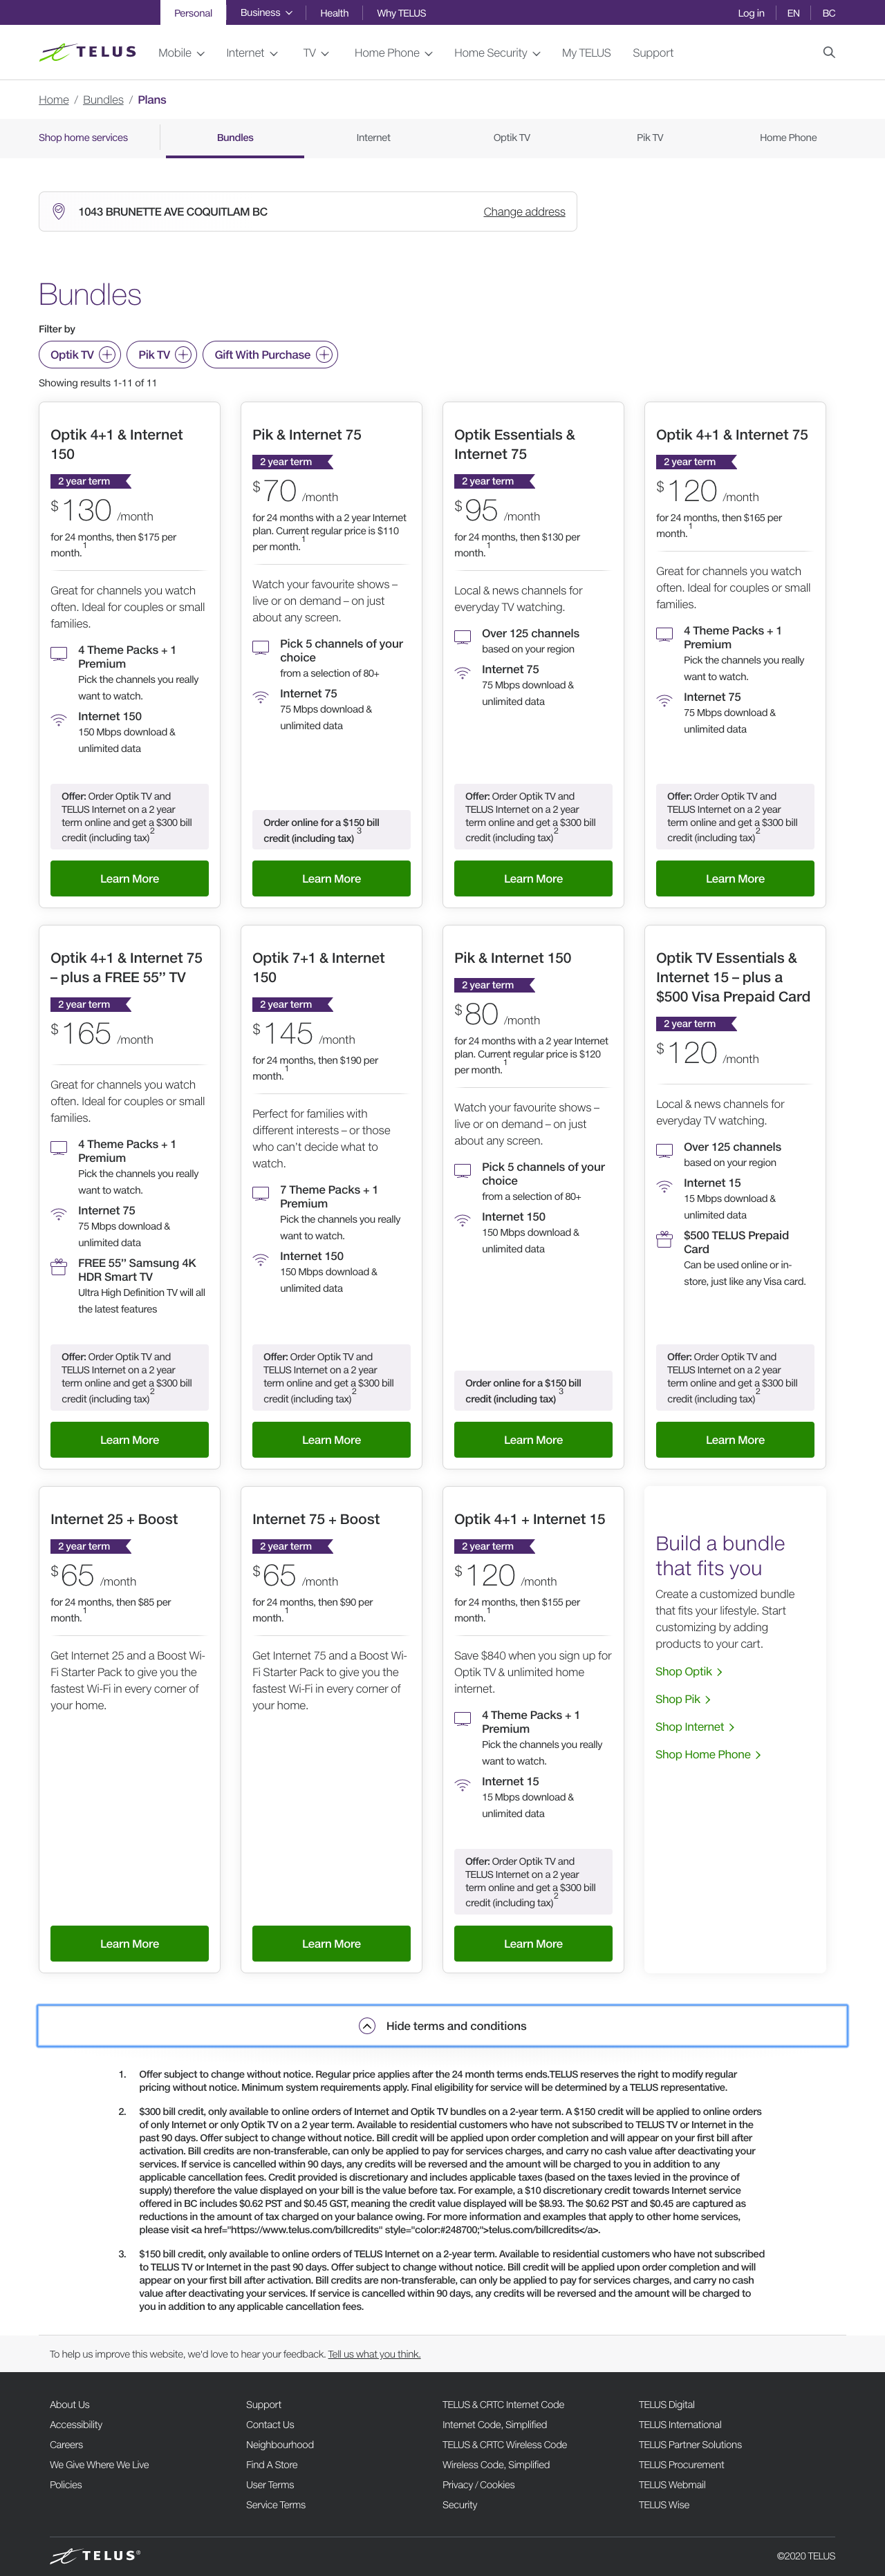 Personal
Business
Health
Why TELUS
Log in
EN
BC
TELUS
Mobile
Internet
TV
Home Phone
Home Security
My TELUS
Support
Home / Bundles / Plans
Shop home services
Bundles
Internet
Optik TV
Pik TV
Home Phone
1043 BRUNETTE AVE COQUITLAM BC
Change address
Bundles
Filter by
Optik TV
Pik TV
Gift With Purchase
Showing results 1-11 of 11
Optik 4+1 & Internet
150
2 year term
$130 /month
for 24 months, then $175 per
month.1
Great for channels you watch
often. Ideal for couples or small
families.
4 Theme Packs + 1
Premium
Pick the channels you really
want to watch.
Internet 150
150 Mbps download &
unlimited data
Offer: Order Optik TV and
TELUS Internet on a 2 year
term online and get a $300 bill
credit (including tax)2
Learn More
Pik & Internet 75
2 year term
$70 /month
for 24 months with a 2 year Internet
plan. Current regular price is $110
per month.1
Watch your favourite shows –
live or on demand – on just
about any screen.
Pick 5 channels of your
choice
from a selection of 80+
Internet 75
75 Mbps download &
unlimited data
Order online for a $150 bill
credit (including tax) 3
Learn More
Optik Essentials &
Internet 75
2 year term
$95 /month
for 24 months, then $130 per
month.1
Local & news channels for
everyday TV watching.
Over 125 channels
based on your region
Internet 75
75 Mbps download &
unlimited data
Offer: Order Optik TV and
TELUS Internet on a 2 year
term online and get a $300 bill
credit (including tax)2
Learn More
Optik 4+1 & Internet 75
2 year term
$120 /month
for 24 months, then $165 per
month.1
Great for channels you watch
often. Ideal for couples or small
families.
4 Theme Packs + 1
Premium
Pick the channels you really
want to watch.
Internet 75
75 Mbps download &
unlimited data
Offer: Order Optik TV and
TELUS Internet on a 2 year
term online and get a $300 bill
credit (including tax)2
Learn More
Optik 4+1 & Internet 75
– plus a FREE 55” TV
2 year term
$165 /month
Great for channels you watch
often. Ideal for couples or small
families.
4 Theme Packs + 1
Premium
Pick the channels you really
want to watch.
Internet 75
75 Mbps download &
unlimited data
FREE 55" Samsung 4K
HDR Smart TV
Ultra High Definition TV will all
the latest features
Offer: Order Optik TV and
TELUS Internet on a 2 year
term online and get a $300 bill
credit (including tax)2
Learn More
Optik 7+1 & Internet
150
2 year term
$145 /month
for 24 months, then $190 per
month.1
Perfect for families with
different interests – or those
who can't decide what to
watch.
7 Theme Packs + 1
Premium
Pick the channels you really
want to watch.
Internet 150
150 Mbps download &
unlimited data
Offer: Order Optik TV and
TELUS Internet on a 2 year
term online and get a $300 bill
credit (including tax)2
Learn More
Pik & Internet 150
2 year term
$80 /month
for 24 months with a 2 year Internet
plan. Current regular price is $120
per month.1
Watch your favourite shows –
live or on demand – on just
about any screen.
Pick 5 channels of your
choice
from a selection of 80+
Internet 150
150 Mbps download &
unlimited data
Order online for a $150 bill
credit (including tax) 3
Learn More
Optik TV Essentials &
Internet 15 – plus a
$500 Visa Prepaid Card
2 year term
$120 /month
Local & news channels for
everyday TV watching.
Over 125 channels
based on your region
Internet 15
15 Mbps download &
unlimited data
$500 TELUS Prepaid
Card
Can be used online or in-
store, just like any Visa card.
Offer: Order Optik TV and
TELUS Internet on a 2 year
term online and get a $300 bill
credit (including tax)2
Learn More
Internet 25 + Boost
2 year term
$65 /month
for 24 months, then $85 per
month.1
Get Internet 25 and a Boost Wi-
Fi Starter Pack to give you the
fastest Wi-Fi in every corner of
your home.
Learn More
Internet 75 + Boost
2 year term
$65 /month
for 24 months, then $90 per
month.1
Get Internet 75 and a Boost Wi-
Fi Starter Pack to give you the
fastest Wi-Fi in every corner of
your home.
Learn More
Optik 4+1 + Internet 15
2 year term
$120 /month
for 24 months, then $155 per
month.1
Save $840 when you sign up for
Optik TV & unlimited home
internet.
4 Theme Packs + 1
Premium
Pick the channels you really
want to watch.
Internet 15
15 Mbps download &
unlimited data
Offer: Order Optik TV and
TELUS Internet on a 2 year
term online and get a $300 bill
credit (including tax)2
Learn More
Build a bundle
that fits you
Create a customized bundle
that fits your lifestyle. Start
customizing by adding
products to your cart.
Shop Optik
Shop Pik
Shop Internet
Shop Home Phone
Hide terms and conditions
1. Offer subject to change without notice. Regular price applies after the 24 month term ends.TELUS reserves the right to modify regular
pricing without notice. Minimum system requirements apply. Final eligibility for service will be determined by a TELUS representative.
2. $300 bill credit, only available to online orders of Internet and Optik TV bundles on a 2-year term. A $150 credit will be applied to online orders
of only Internet or only Optik TV on a 2 year term. Available to residential customers who have not subscribed to TELUS TV or Internet in the
past 90 days. Offer subject to change without notice. Bill credit will be applied upon order completion and will appear on your first bill after
activation. Bill credits are non-transferable, can only be applied to pay for services charges, and carry no cash value after deactivating your
services. If service is cancelled within 90 days, any credits will be reversed and the amount will be charged to you in addition to any
applicable cancellation fees. Credit provided is discretionary and includes applicable taxes (based on the taxes levied in the province of
supply) therefore the value displayed on your bill is the value before tax. For example, a $10 discretionary credit towards Internet service
offered in BC includes $0.62 PST and $0.45 GST, meaning the credit value displayed will be $8.93. The $0.62 PST and $0.45 are captured as
reductions in the amount of tax charged on your balance owing. For more information and examples that apply to other home services,
please visit <a href="https://www.telus.com/billcredits" style="color:#248700;">telus.com/billcredits</a>.
3. $150 bill credit, only available to online orders of TELUS Internet on a 2-year term. Available to residential customers who have not subscribed
to TELUS TV or Internet in the past 90 days. Offer subject to change without notice. Bill credit will be applied upon order completion and will
appear on your first bill after activation. Bill credits are non-transferable, can only be applied to pay for services charges, and carry no cash
value after deactivating your services. If service is cancelled within 90 days, any credits will be reversed and the amount will be charged to
you in addition to any applicable cancellation fees.
To help us improve this website, we'd love to hear your feedback. Tell us what you think.
About Us
Accessibility
Careers
We Give Where We Live
Policies
Support
Contact Us
Neighbourhood
Find A Store
User Terms
Service Terms
TELUS & CRTC Internet Code
Internet Code, Simplified
TELUS & CRTC Wireless Code
Wireless Code, Simplified
Privacy / Cookies
Security
TELUS Digital
TELUS International
TELUS Partner Solutions
TELUS Procurement
TELUS Webmail
TELUS Wise
TELUS®
©2020 TELUS